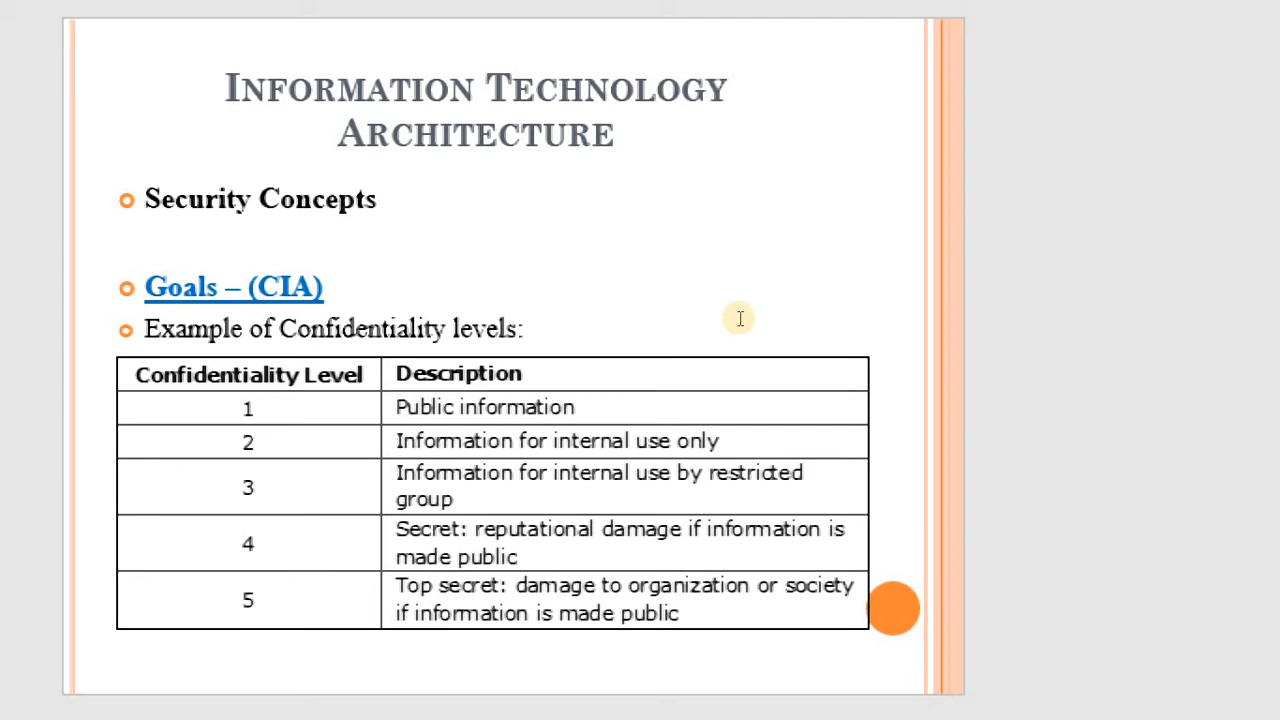 INFORMATION TECHNOLOGY
ARCHITECTURE
Security Concepts
Goals – (CIA)
Example of Confidentiality levels:
Confidentiality Level Description
1 Public information
2 Information for internal use only
3 Information for internal use by restricted
group
4 Secret: reputational damage if information is
made public
5 Top secret: damage to organization or society
if information is made public